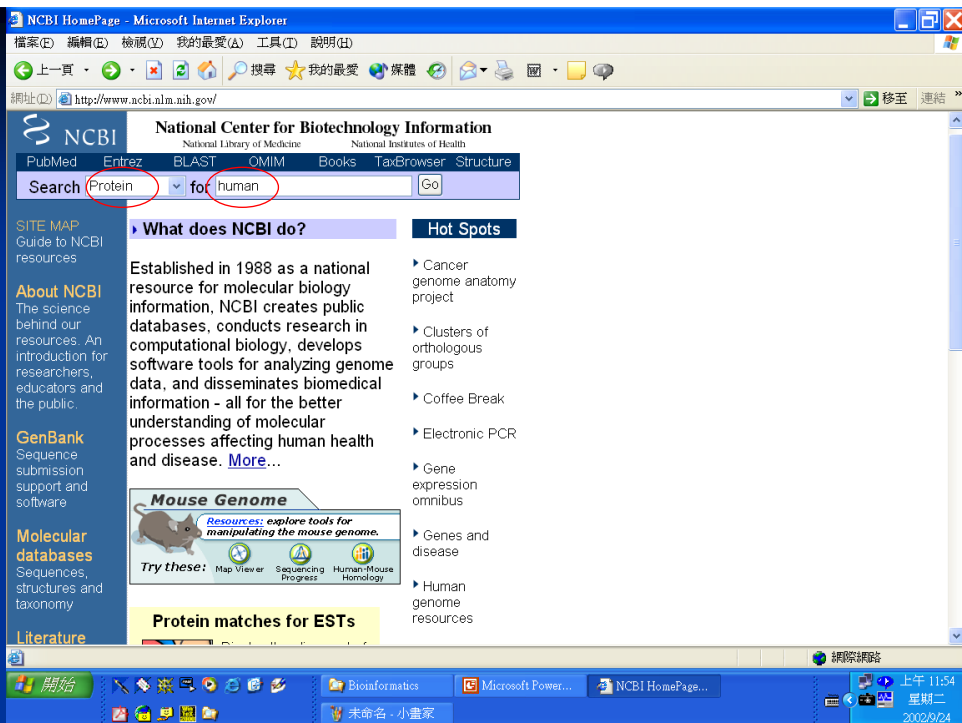 NCBI HomePage - Microsoft Internet Explorer
檔案(F) 編輯(E) 檢視(V) 我的最愛(A) 工具(T) 說明(H)
上一頁 搜尋 我的最愛 媒體
網址(D) http://www.ncbi.nlm.nih.gov/ 移至 連結 »
NCBI
National Center for Biotechnology Information
National Library of Medicine National Institutes of Health
PubMed Entrez BLAST OMIM Books TaxBrowser Structure
Search Protein for human Go
SITE MAP
Guide to NCBI
resources
About NCBI
The science
behind our
resources. An
introduction for
researchers,
educators and
the public.
GenBank
Sequence
submission
support and
software
Molecular
databases
Sequences,
structures and
taxonomy
Literature
What does NCBI do?
Established in 1988 as a national
resource for molecular biology
information, NCBI creates public
databases, conducts research in
computational biology, develops
software tools for analyzing genome
data, and disseminates biomedical
information - all for the better
understanding of molecular
processes affecting human health
and disease. More...
Mouse Genome
Resources: explore tools for
manipulating the mouse genome.
Try these: Map Viewer Sequencing Progress Human-Mouse Homology
Protein matches for ESTs
Hot Spots
Cancer
genome anatomy
project
Clusters of
orthologous
groups
Coffee Break
Electronic PCR
Gene
expression
omnibus
Genes and
disease
Human
genome
resources
網際網路
開始 Bioinformatics Microsoft Power... NCBI HomePage... 上午 11:54
未命名 - 小畫家 星期二
2002/9/24